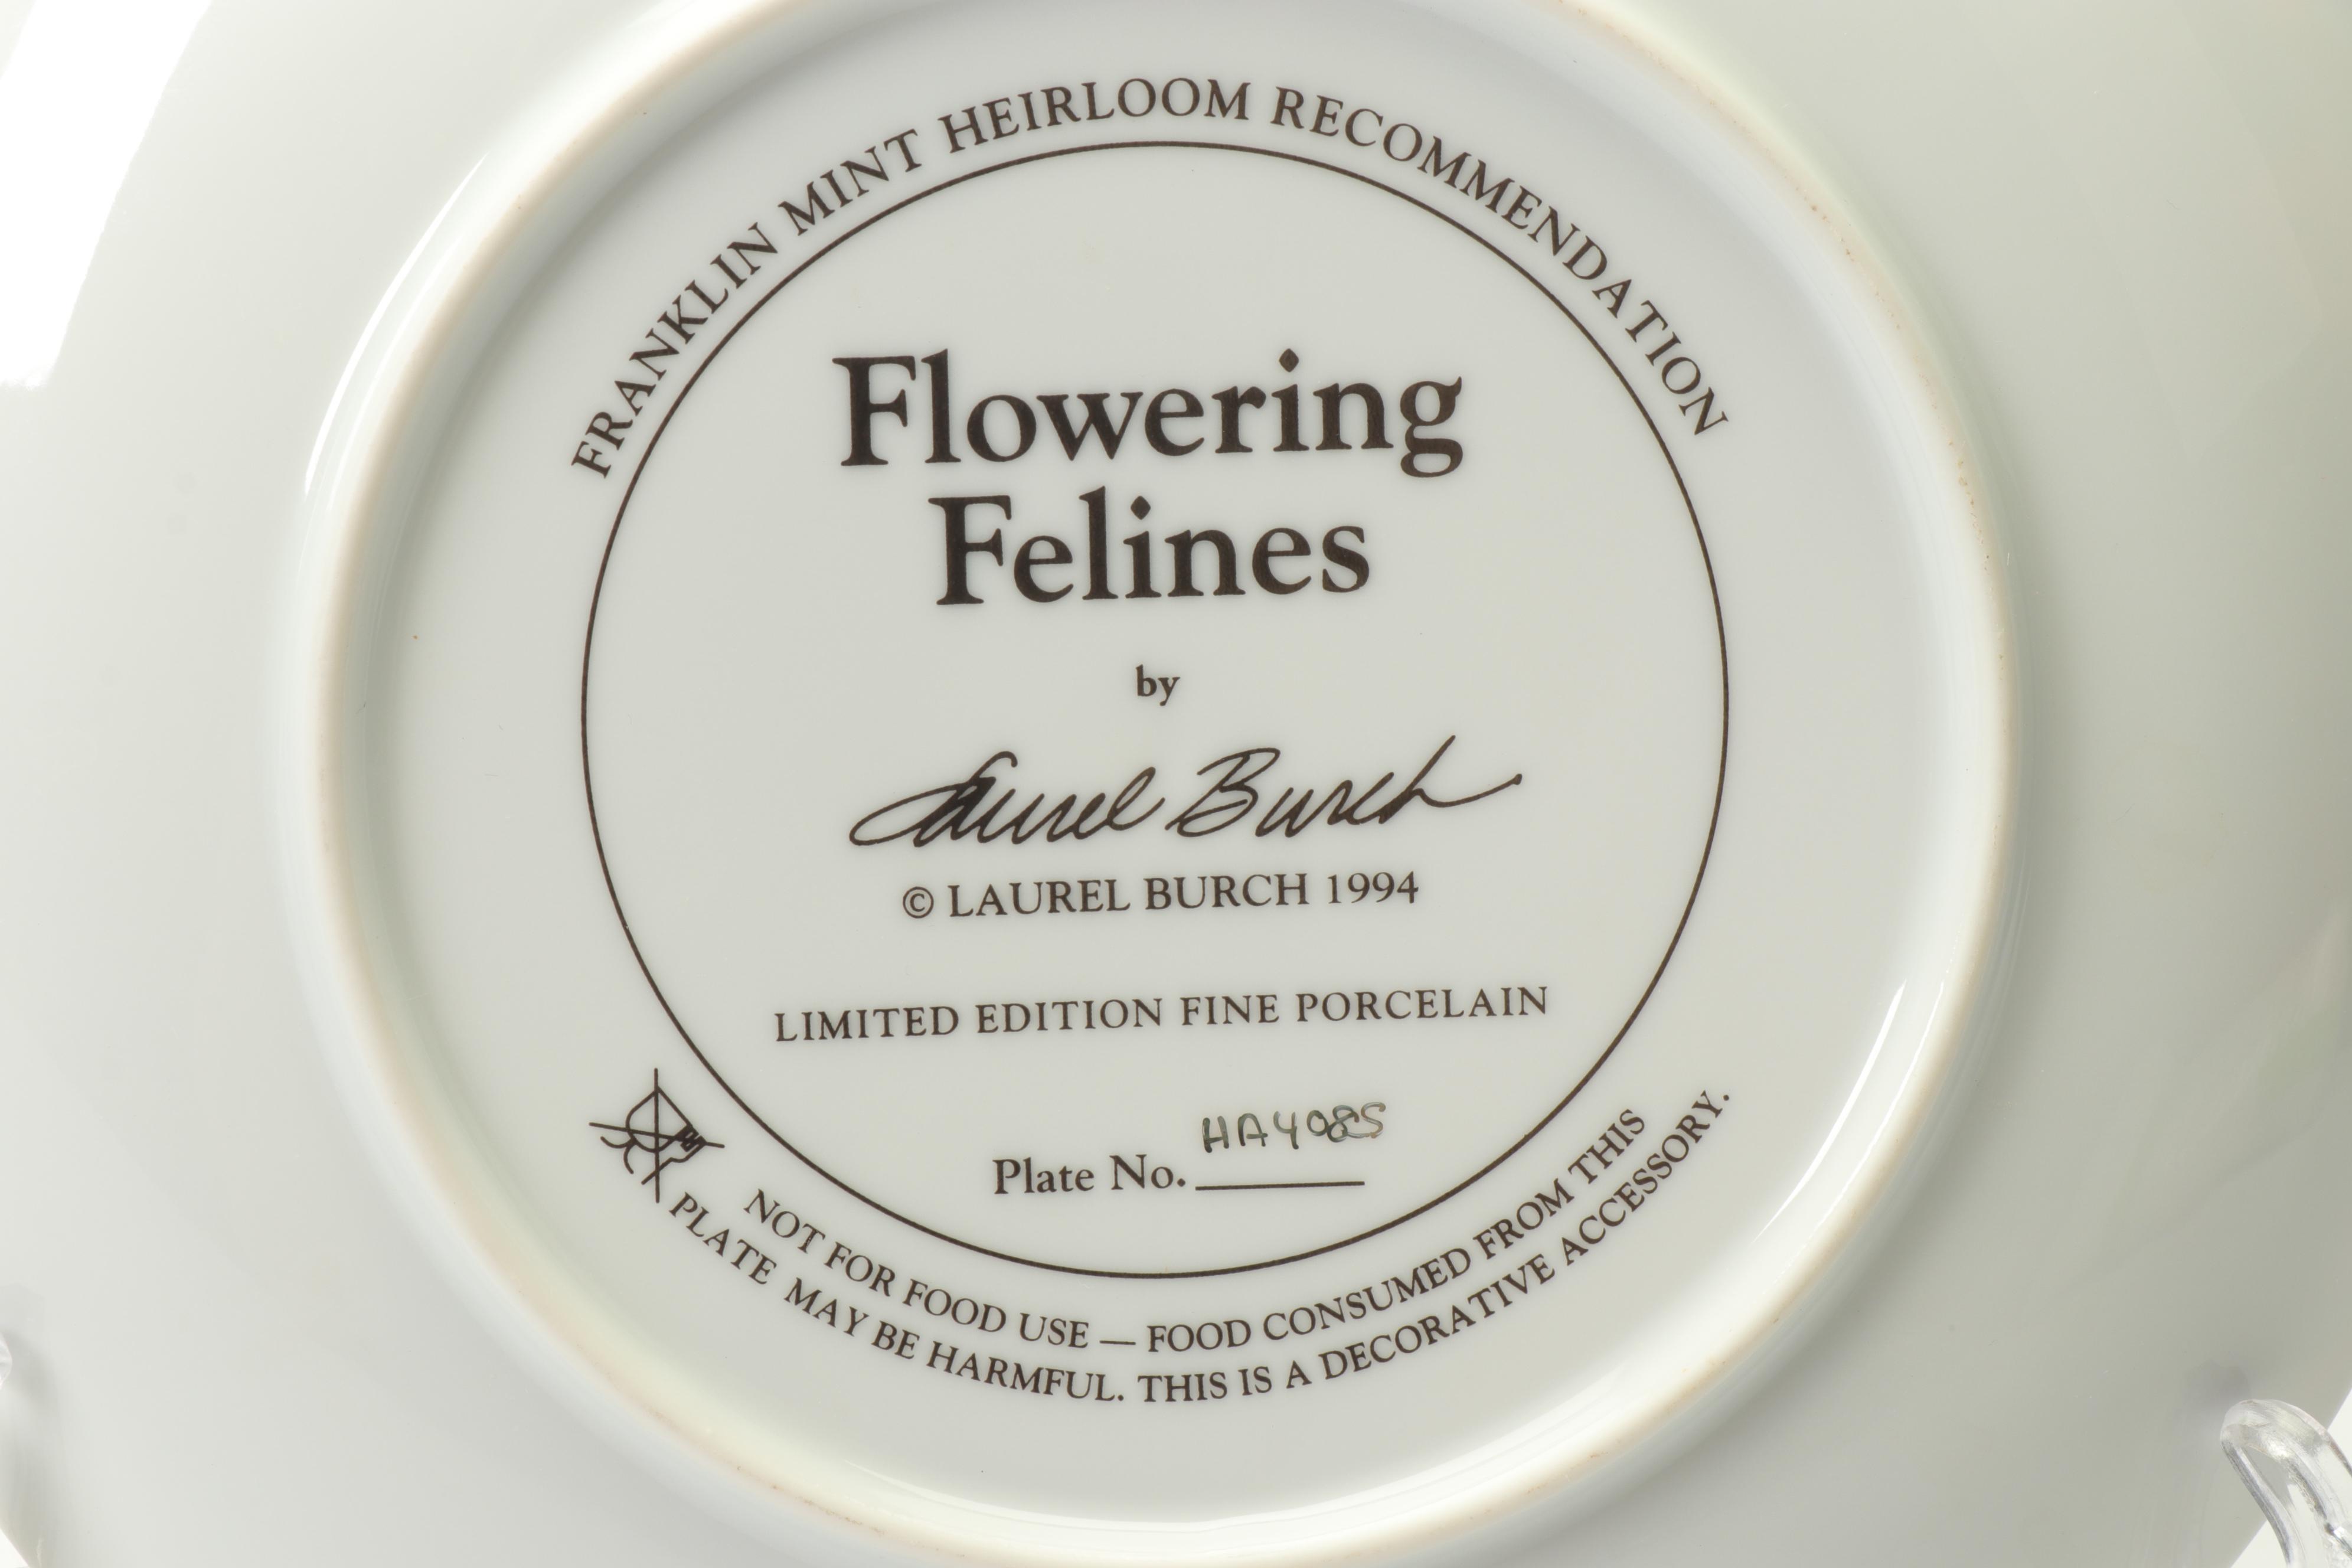 FRANKLIN MINT HEIRLOOM RECOMMENDATION
Flowering
Felines
by
Laurel Burch
© LAUREL BURCH 1994
LIMITED EDITION FINE PORCELAIN
Plate No. HA4085
NOT FOR FOOD USE — FOOD CONSUMED FROM THIS
PLATE MAY BE HARMFUL. THIS IS A DECORATIVE ACCESSORY.